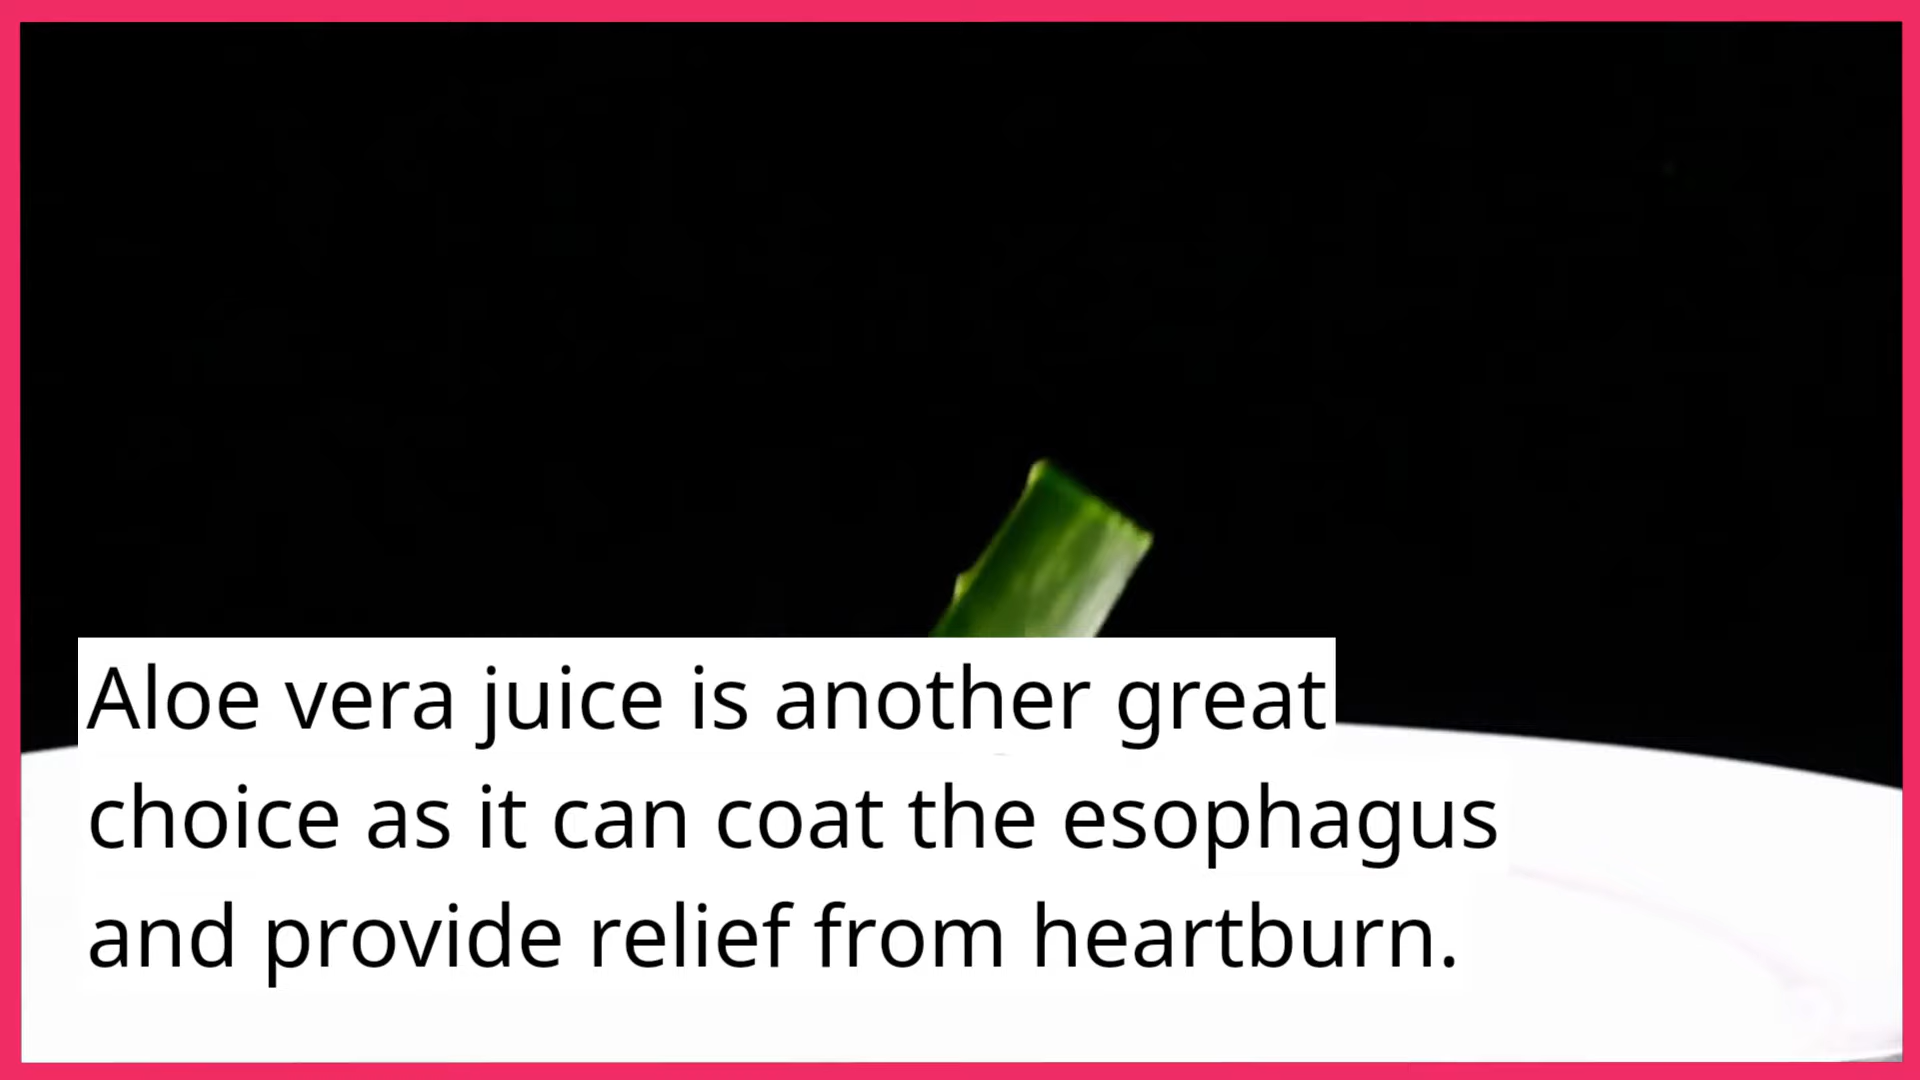 Aloe vera juice is another great
choice as it can coat the esophagus
and provide relief from heartburn.